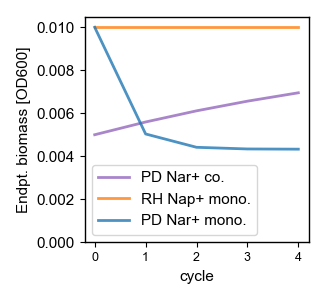 0.010
0.008
0.006
0.004
0.002
0.000
Endpt. biomass [OD600]
PD Nar+ co.
RH Nap+ mono.
PD Nar+ mono.
0 1 2 3 4
cycle